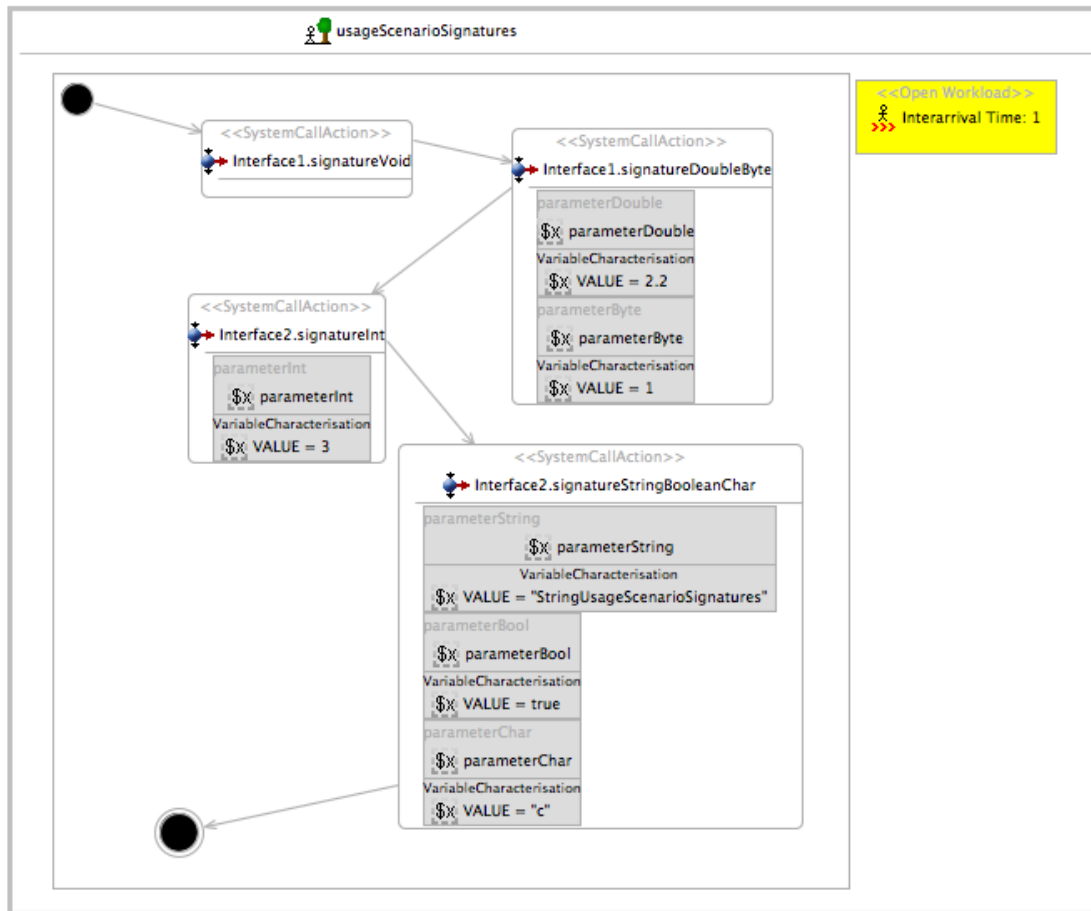 usageScenarioSignatures
<<Open Workload>>
Interarrival Time: 1
<<SystemCallAction>>
Interface1.signatureVoid
<<SystemCallAction>>
Interface1.signatureDoubleByte
parameterDouble
$x parameterDouble
VariableCharacterisation
$x VALUE = 2.2
parameterByte
$x parameterByte
VariableCharacterisation
$x VALUE = 1
<<SystemCallAction>>
Interface2.signatureInt
parameterInt
$x parameterInt
VariableCharacterisation
$x VALUE = 3
<<SystemCallAction>>
Interface2.signatureStringBooleanChar
parameterString
$x parameterString
VariableCharacterisation
$x VALUE = "StringUsageScenarioSignatures"
parameterBool
$x parameterBool
VariableCharacterisation
$x VALUE = true
parameterChar
$x parameterChar
VariableCharacterisation
$x VALUE = "c"